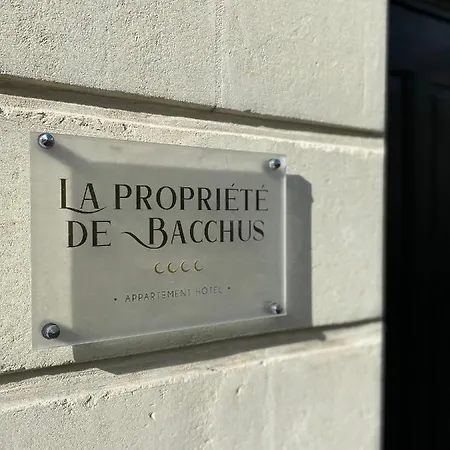 LA PROPRIÉTÉ
DE BACCHUS
• APPARTEMENT HÔTEL •